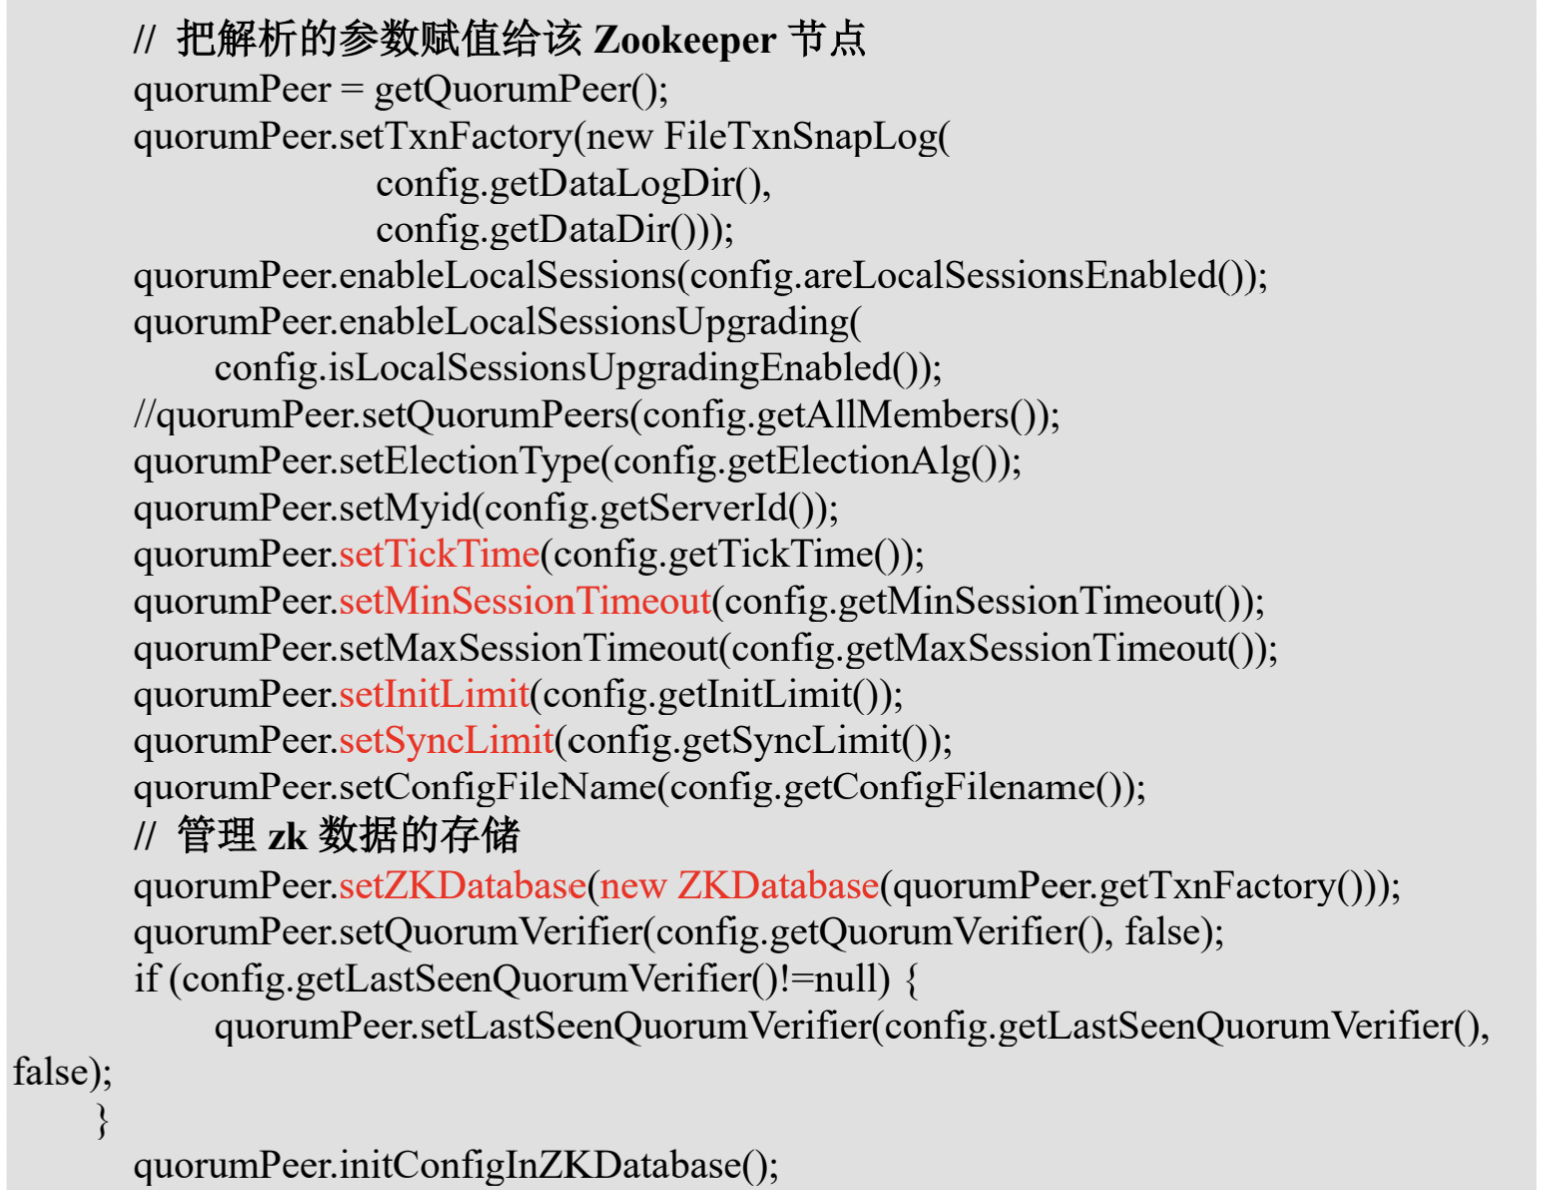 // 把解析的参数赋值给该 Zookeeper 节点
quorumPeer = getQuorumPeer();
quorumPeer.setTxnFactory(new FileTxnSnapLog(
config.getDataLogDir(),
config.getDataDir()));
quorumPeer.enableLocalSessions(config.areLocalSessionsEnabled());
quorumPeer.enableLocalSessionsUpgrading(
config.isLocalSessionsUpgradingEnabled());
//quorumPeer.setQuorumPeers(config.getAllMembers());
quorumPeer.setElectionType(config.getElectionAlg());
quorumPeer.setMyid(config.getServerId());
quorumPeer.setTickTime(config.getTickTime());
quorumPeer.setMinSessionTimeout(config.getMinSessionTimeout());
quorumPeer.setMaxSessionTimeout(config.getMaxSessionTimeout());
quorumPeer.setInitLimit(config.getInitLimit());
quorumPeer.setSyncLimit(config.getSyncLimit());
quorumPeer.setConfigFileName(config.getConfigFilename());
// 管理 zk 数据的存储
quorumPeer.setZKDatabase(new ZKDatabase(quorumPeer.getTxnFactory()));
quorumPeer.setQuorumVerifier(config.getQuorumVerifier(), false);
if (config.getLastSeenQuorumVerifier()!=null) {
quorumPeer.setLastSeenQuorumVerifier(config.getLastSeenQuorumVerifier(),
false);
}
quorumPeer.initConfigInZKDatabase();